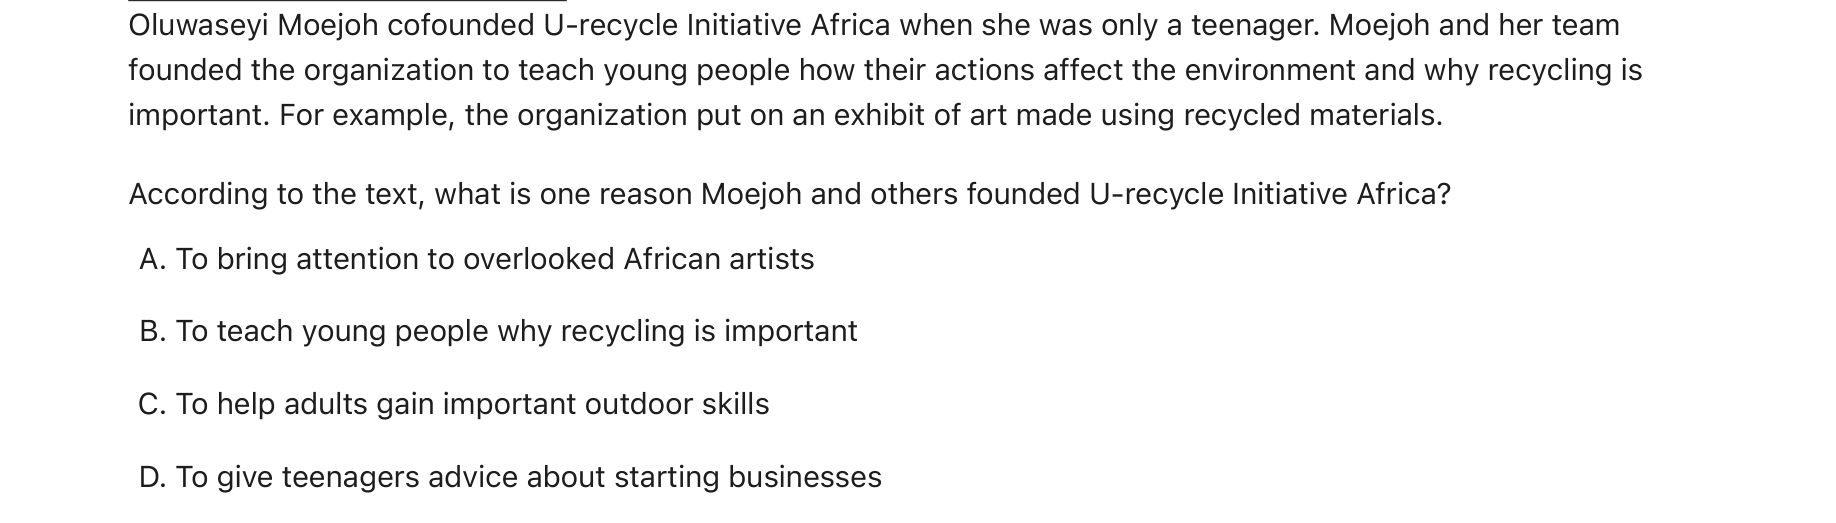 Oluwaseyi Moejoh cofounded U-recycle Initiative Africa when she was only a teenager. Moejoh and her team
founded the organization to teach young people how their actions affect the environment and why recycling is
important. For example, the organization put on an exhibit of art made using recycled materials.
According to the text, what is one reason Moejoh and others founded U-recycle Initiative Africa?
A. To bring attention to overlooked African artists
B. To teach young people why recycling is important
C. To help adults gain important outdoor skills
D. To give teenagers advice about starting businesses